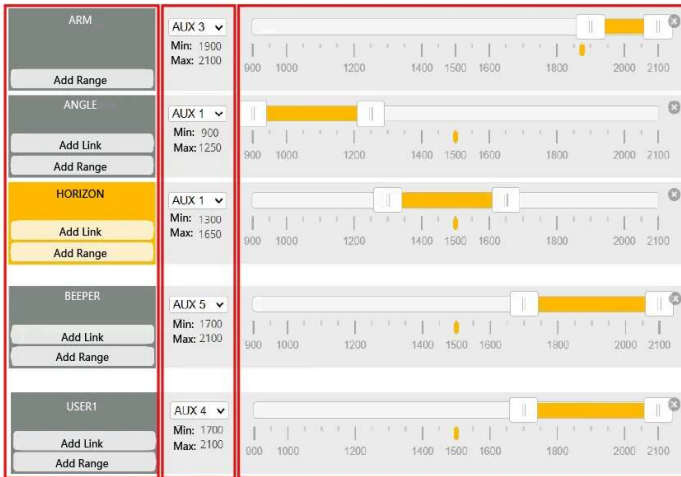 ARM
Add Range
AUX 3
Min: 1900
Max: 2100
900 1000 1200 1400 1500 1600 1800 2000 2100
ANGLE
Add Link
Add Range
AUX 1
Min: 900
Max: 1250
900 1000 1200 1400 1500 1600 1800 2000 2100
HORIZON
Add Link
Add Range
AUX 1
Min: 1300
Max: 1650
900 1000 1200 1400 1500 1600 1800 2000 2100
BEEPER
Add Link
Add Range
AUX 5
Min: 1700
Max: 2100
900 1000 1200 1400 1500 1600 1800 2000 2100
USER1
Add Link
Add Range
AUX 4
Min: 1700
Max: 2100
900 1000 1200 1400 1500 1600 1800 2000 2100